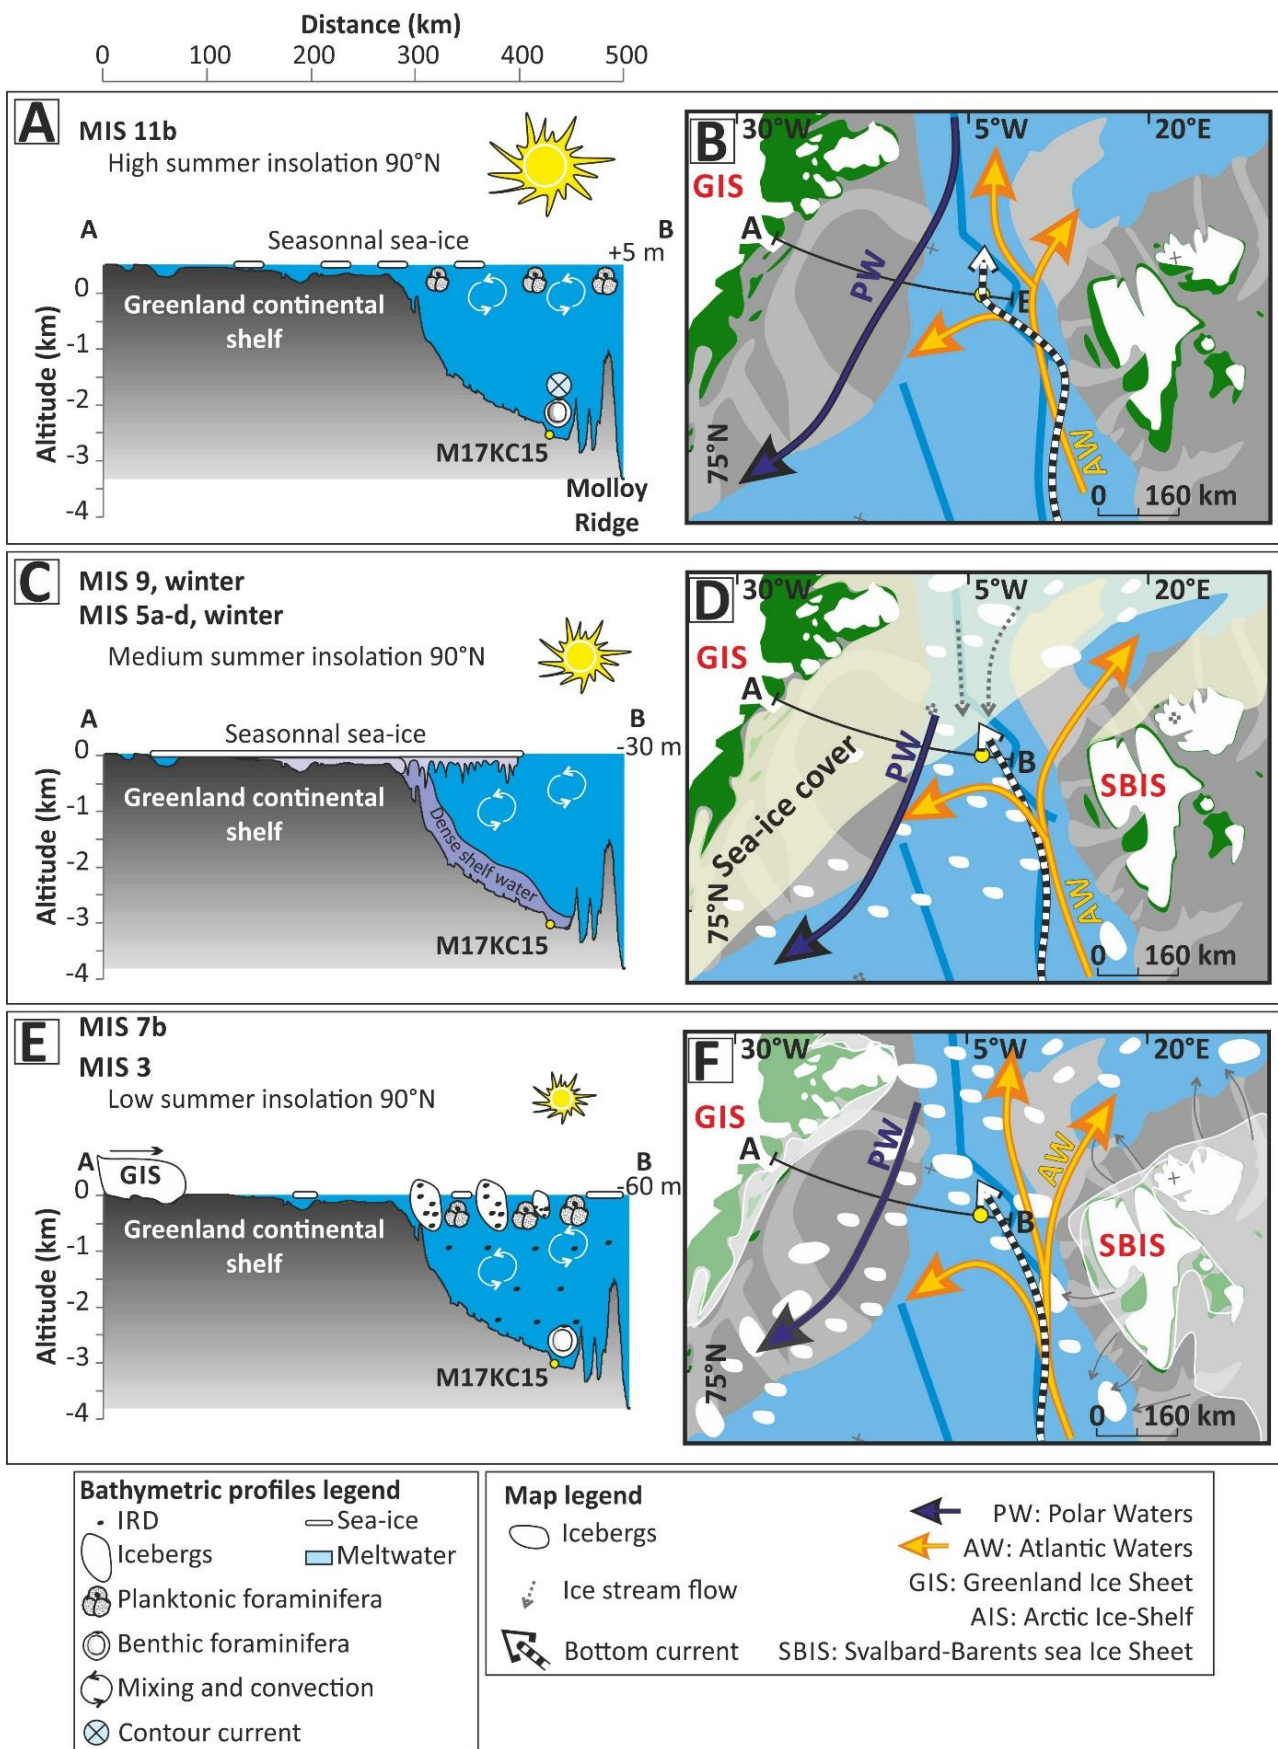 Distance (km)
0 100 200 300 400 500
A
MIS 11b
High summer insolation 90°N
A
B
Seasonnal sea-ice
+5 m
Greenland continental
shelf
0
-1
-2
-3
-4
Altitude (km)
M17KC15
Molloy
Ridge
B
30°W
5°W
20°E
GIS
A
PW
B
AW
75°N
0 160 km
C
MIS 9, winter
MIS 5a-d, winter
Medium summer insolation 90°N
A
B
Seasonnal sea-ice
-30 m
Greenland continental
shelf
Dense shelf water
0
-1
-2
-3
-4
Altitude (km)
M17KC15
D
30°W
5°W
20°E
GIS
A
PW
B
SBIS
Sea-ice cover
AW
75°N
0 160 km
E
MIS 7b
MIS 3
Low summer insolation 90°N
A
GIS
B
-60 m
Greenland continental
shelf
0
-1
-2
-3
-4
Altitude (km)
M17KC15
F
30°W
5°W
20°E
GIS
A
PW
AW
B
SBIS
75°N
0 160 km
Bathymetric profiles legend
IRD
Sea-ice
Icebergs
Meltwater
Planktonic foraminifera
Benthic foraminifera
Mixing and convection
Contour current
Map legend
Icebergs
Ice stream flow
Bottom current
PW: Polar Waters
AW: Atlantic Waters
GIS: Greenland Ice Sheet
AIS: Arctic Ice-Shelf
SBIS: Svalbard-Barents sea Ice Sheet